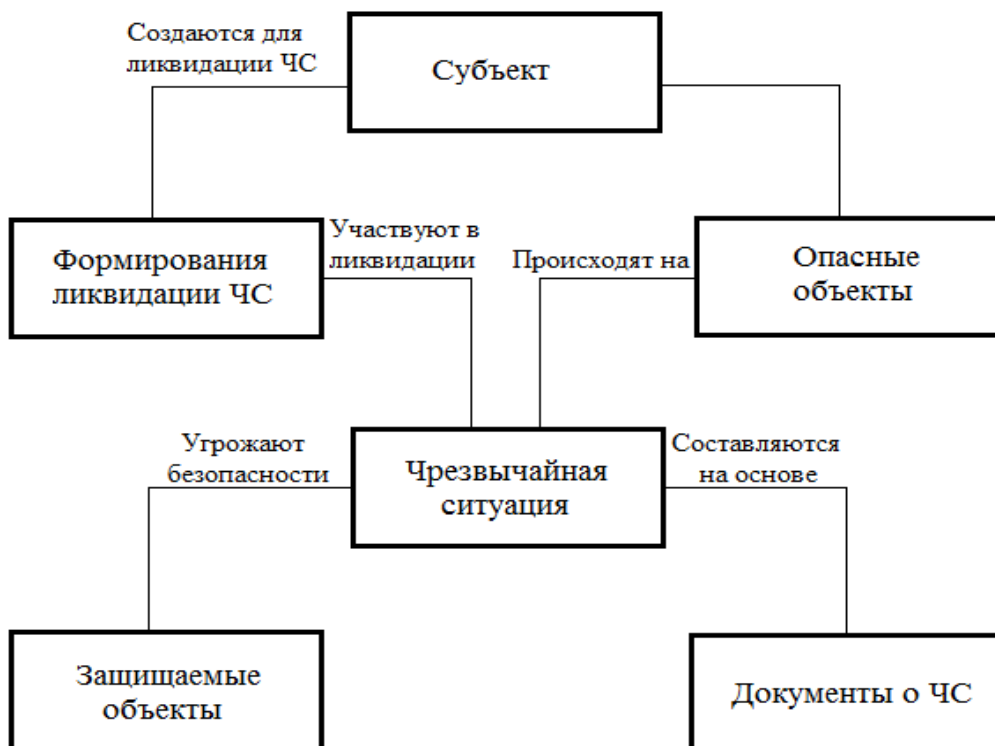 Создаются для
ликвидации ЧС
Субъект
Формирования
ликвидации ЧС
Участвуют в
ликвидации
Происходят на
Опасные
объекты
Угрожают
безопасности
Чрезвычайная
ситуация
Составляются
на основе
Защищаемые
объекты
Документы о ЧС